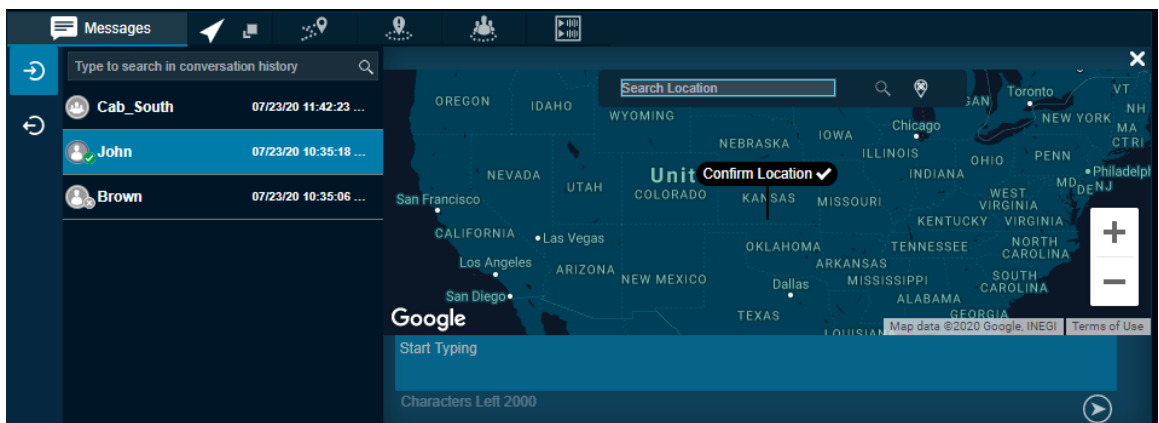 Messages
Type to search in conversation history
Cab_South 07/23/20 11:42:23 ...
John 07/23/20 10:35:18 ...
Brown 07/23/20 10:35:06 ...
Search Location
OREGON
IDAHO
WYOMING
Toronto
VT
NH
NEW YORK
MA
CT RI
Chicago
IOWA
NEBRASKA
ILLINOIS
OHIO
PENN
INDIANA
Philadelp
MD
DE NJ
NEVADA
UTAH
Unit
Confirm Location
COLORADO
KANSAS
MISSOURI
WEST
VIRGINIA
San Francisco
KENTUCKY
VIRGINIA
CALIFORNIA
Las Vegas
OKLAHOMA
TENNESSEE
NORTH
CAROLINA
Los Angeles
ARIZONA
NEW MEXICO
ARKANSAS
Dallas
MISSISSIPPI
SOUTH
CAROLINA
San Diego
ALABAMA
TEXAS
GEORGIA
Google
Map data ©2020 Google, INEGI
Terms of Use
Start Typing
Characters Left 2000